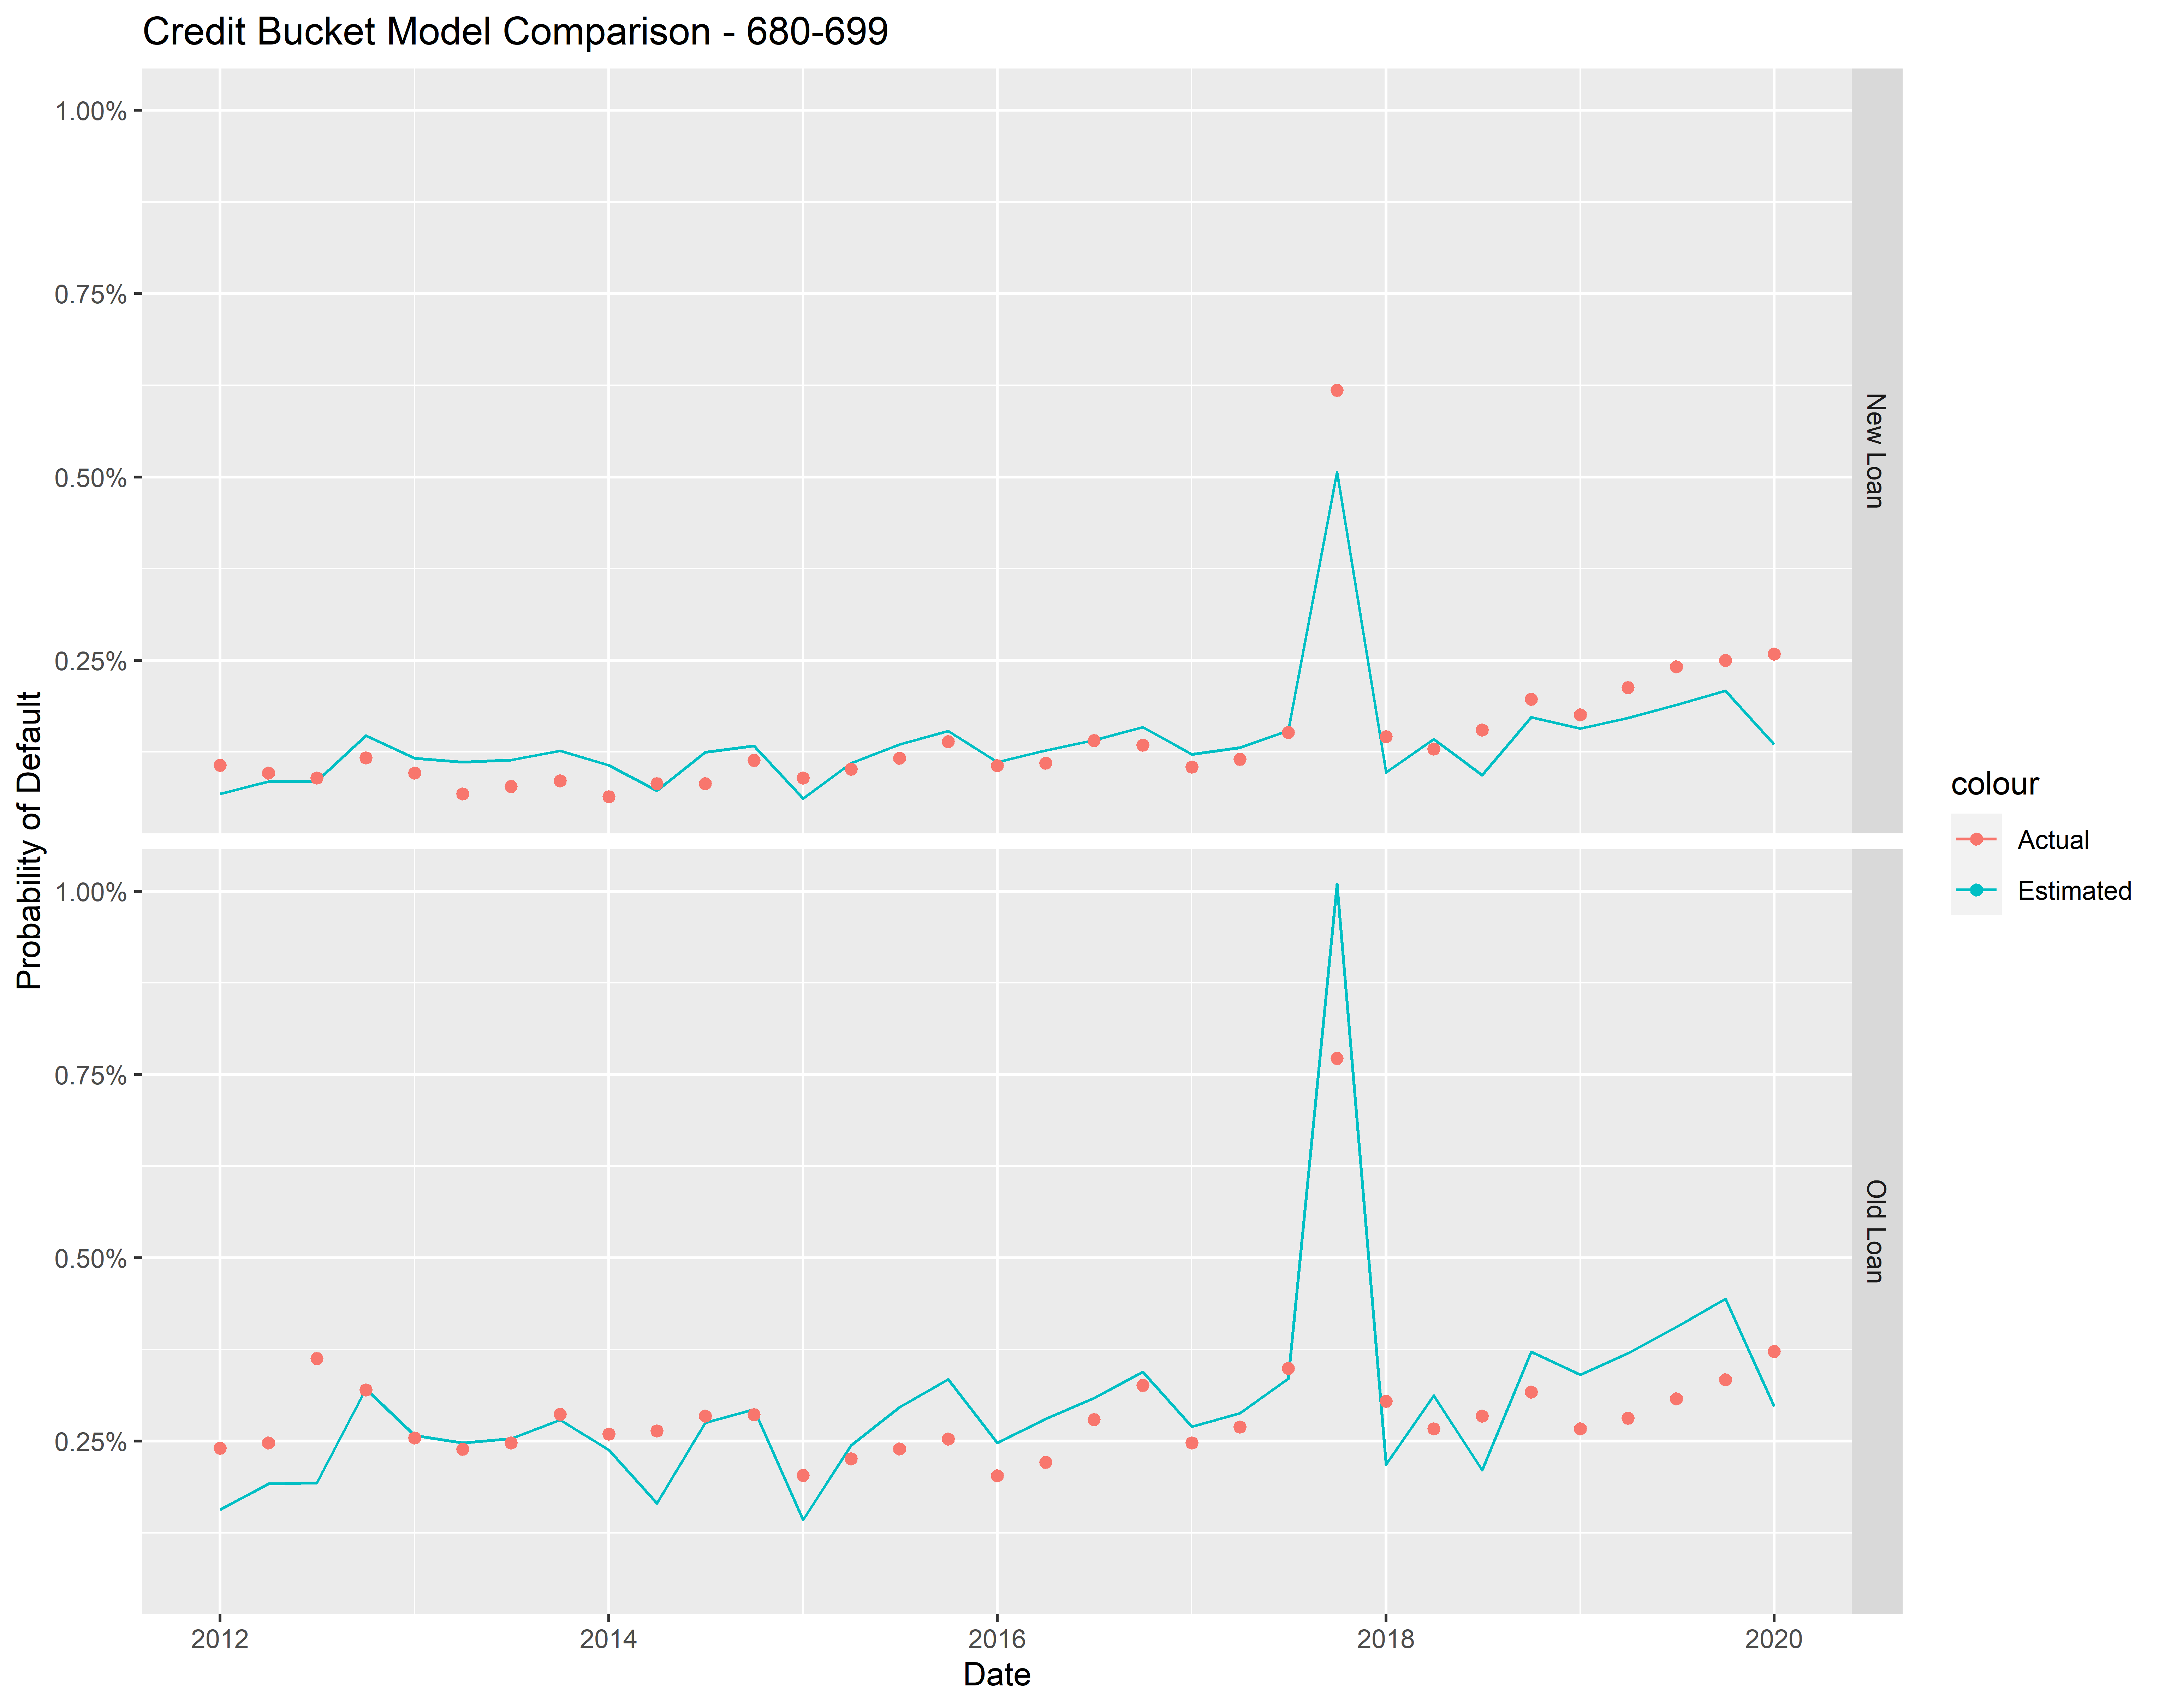 Credit Bucket Model Comparison - 680-699
1.00%
0.75%
0.50%
0.25%
New Loan
1.00%
0.75%
0.50%
0.25%
Old Loan
Probability of Default
2012
2014
2016
2018
2020
Date
colour
Actual
Estimated